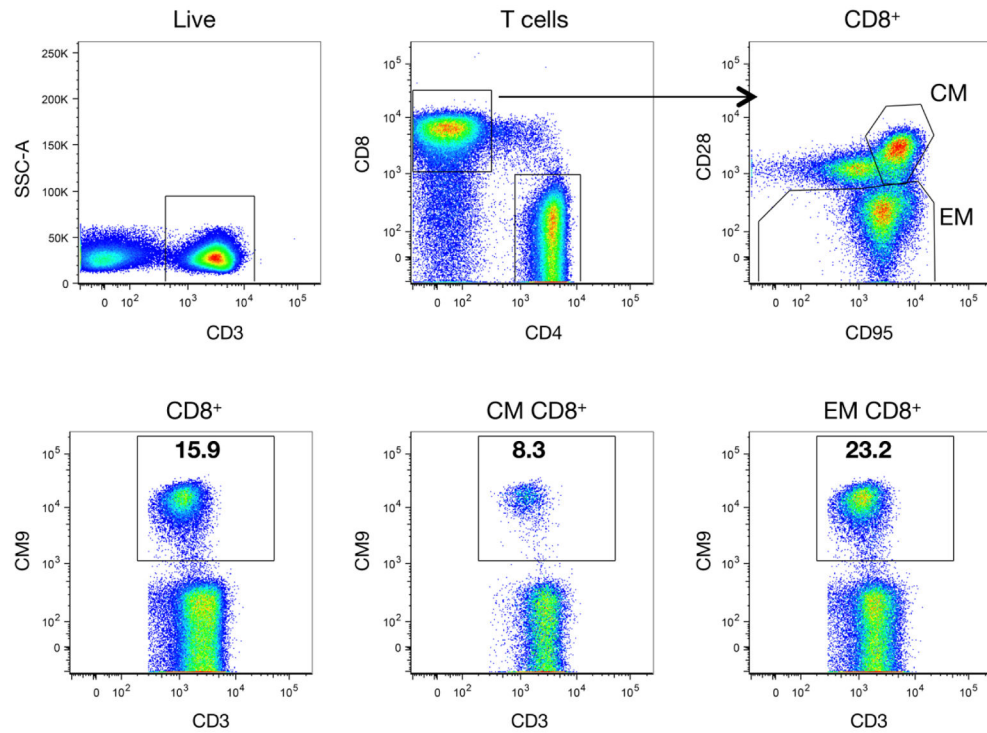 Live
T cells
CD8⁺
250K
200K
150K
100K
50K
0
SSC-A
0 10² 10³ 10⁴ 10⁵
CD3
10⁵
10⁴
10³
10²
0
CD8
0 10² 10³ 10⁴ 10⁵
CD4
10⁵
10⁴
10³
10²
0
CD28
CM
EM
0 10² 10³ 10⁴ 10⁵
CD95
CD8⁺
CM CD8⁺
EM CD8⁺
15.9
10⁵
10⁴
10³
10²
0
CM9
0 10² 10³ 10⁴ 10⁵
CD3
8.3
10⁵
10⁴
10³
10²
0
CM9
0 10² 10³ 10⁴ 10⁵
CD3
23.2
10⁵
10⁴
10³
10²
0
CM9
0 10² 10³ 10⁴ 10⁵
CD3